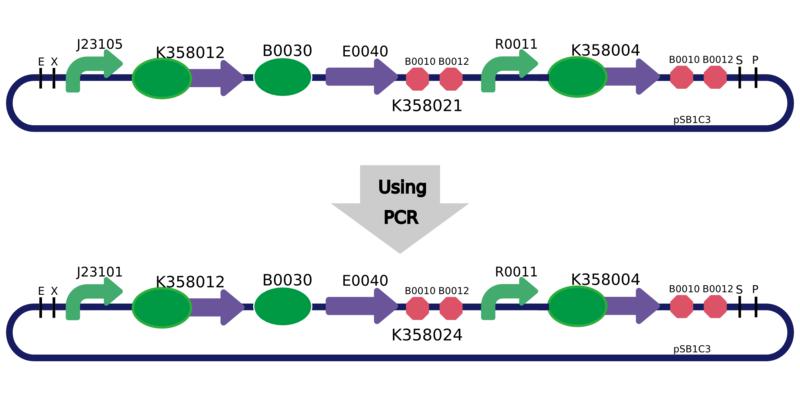 J23105
K358012
B0030
E0040
R0011
K358004
E X
B0010 B0012
B0010 B0012 S P
K358021
pSB1C3
Using
PCR
J23101
K358012
B0030
E0040
R0011
K358004
E X
B0010 B0012
B0010 B0012 S P
K358024
pSB1C3